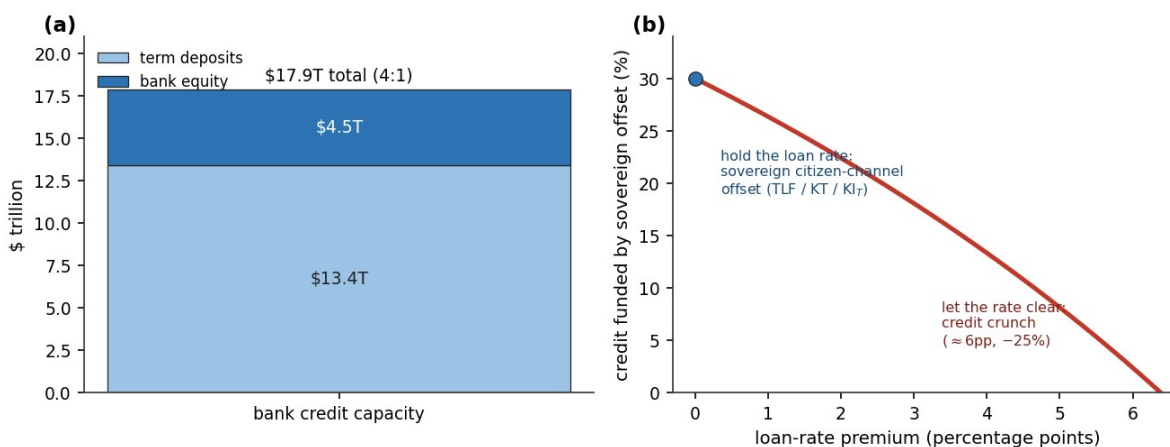 (a)
20.0
17.5
15.0
12.5
10.0
7.5
5.0
2.5
0.0
$ trillion
term deposits
bank equity
$17.9T total (4:1)
$4.5T
$13.4T
bank credit capacity
(b)
credit funded by sovereign offset (%)
30
25
20
15
10
5
0
hold the loan rate:
sovereign citizen-channel
offset (TLF / KT / KI_T)
let the rate clear:
credit crunch
(≈6pp, −25%)
0 1 2 3 4 5 6
loan-rate premium (percentage points)